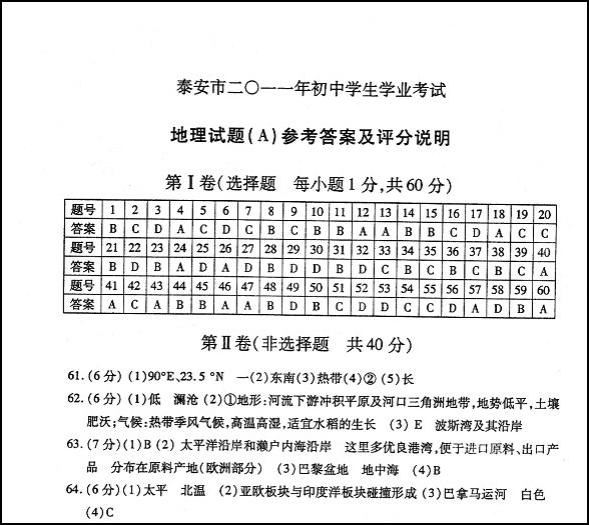 泰安市二〇一一年初中学生学业考试
地理试题(A)参考答案及评分说明
第Ⅰ卷(选择题 每小题1分,共60分)
题号 1 2 3 4 5 6 7 8 9 10 11 12 13 14 15 16 17 18 19 20
答案 B C D A C D C B C B B A A B B C D A C C
题号 21 22 23 24 25 26 27 28 29 30 31 32 33 34 35 36 37 38 39 40
答案 B D B A D A D B D D B D C B C B C B C A
题号 41 42 43 44 45 46 47 48 49 50 51 52 53 54 55 56 57 58 59 60
答案 A C A B B A A B D B C D D C C D A D B A
第Ⅱ卷(非选择题 共40分)
61.(6分) (1)90°E、23.5 °N 一(2)东南(3)热带(4)② (5)长
62.(6分) (1)低 澜沧 (2)①地形:河流下游冲积平原及河口三角洲地带,地势低平,土壤
肥沃;气候:热带季风气候,高温高湿,适宜水稻的生长 (3) E 波斯湾及其沿岸
63.(7分) (1)B (2) 太平洋沿岸和濑户内海沿岸 这里多优良港湾,便于进口原料、出口产
品 分布在原料产地(欧洲部分) (3)巴黎盆地 地中海 (4)B
64.(6分)(1)太平 北温 (2)亚欧板块与印度洋板块碰撞形成 (3)巴拿马运河 白色
(4)C